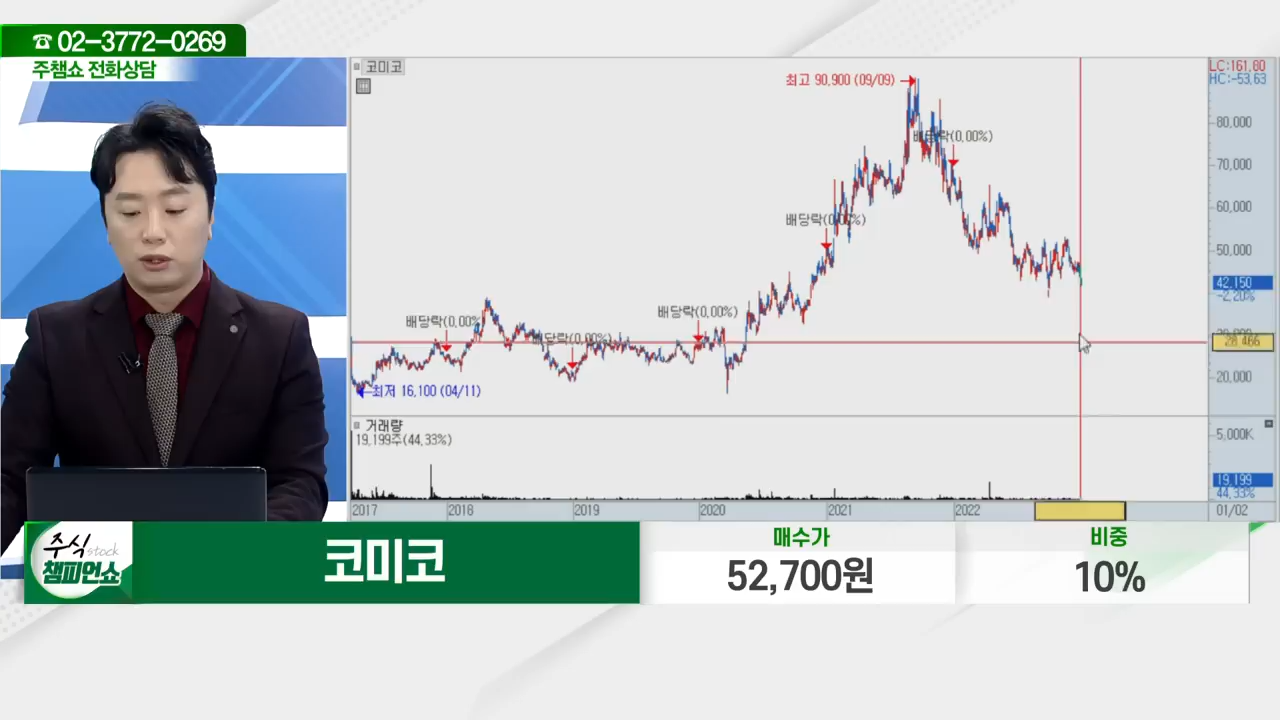 ☎ 02-3772-0269
주챔쇼 전화상담
코미코
LC:161,80
HC:-53,63
최고 90,900 (09/09)
배당락(0,00%)
배당락(0,00%)
배당락(0,00%)
배당락(0,00%
배당락(0,00%)
최저 16,100 (04/11)
80,000
70,000
60,000
50,000
42,150
-2,20%
28,466
20,000
거래량
19,199주(44,33%)
5,000K
19,199
44,33%
2017
2018
2019
2020
2021
2022
01/02
주식 stock
챔피언쇼
코미코
매수가
52,700원
비중
10%